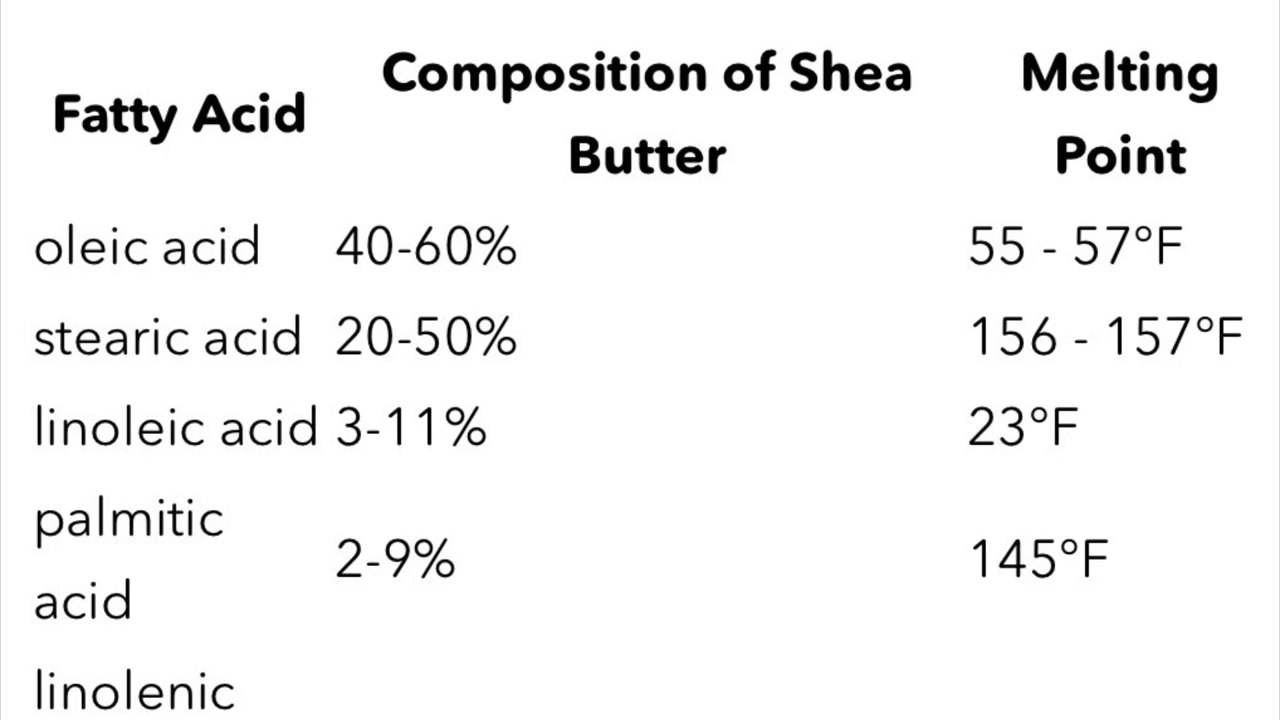 Fatty Acid Composition of Shea Butter Melting Point
oleic acid 40-60% 55 - 57°F
stearic acid 20-50% 156 - 157°F
linoleic acid 3-11% 23°F
palmitic acid 2-9% 145°F
linolenic